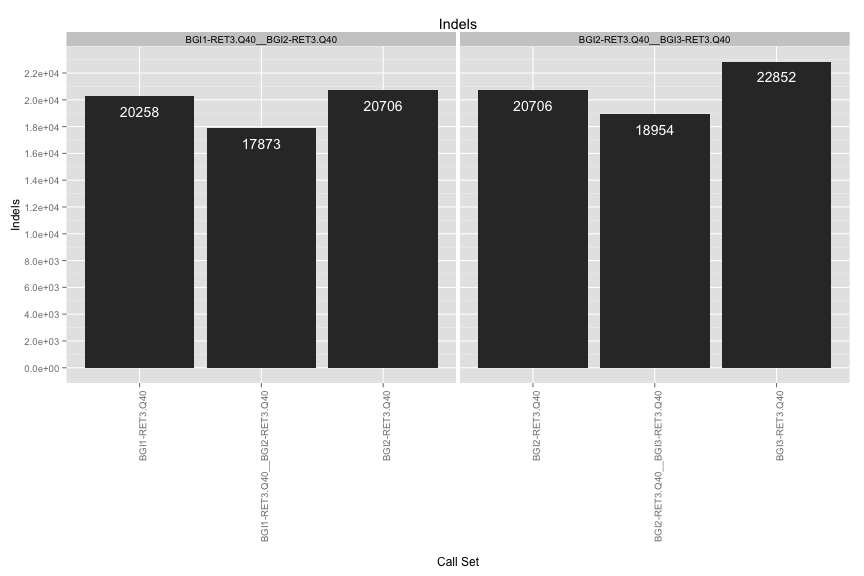 Indels
BGI1-RET3.Q40__BGI2-RET3.Q40
BGI2-RET3.Q40__BGI3-RET3.Q40
Indels
2.2e+04
2.0e+04
1.8e+04
1.6e+04
1.4e+04
1.2e+04
1.0e+04
8.0e+03
6.0e+03
4.0e+03
2.0e+03
0.0e+00
20258
17873
20706
20706
18954
22852
BGI1-RET3.Q40
BGI1-RET3.Q40__BGI2-RET3.Q40
BGI2-RET3.Q40
BGI2-RET3.Q40
BGI2-RET3.Q40__BGI3-RET3.Q40
BGI3-RET3.Q40
Call Set